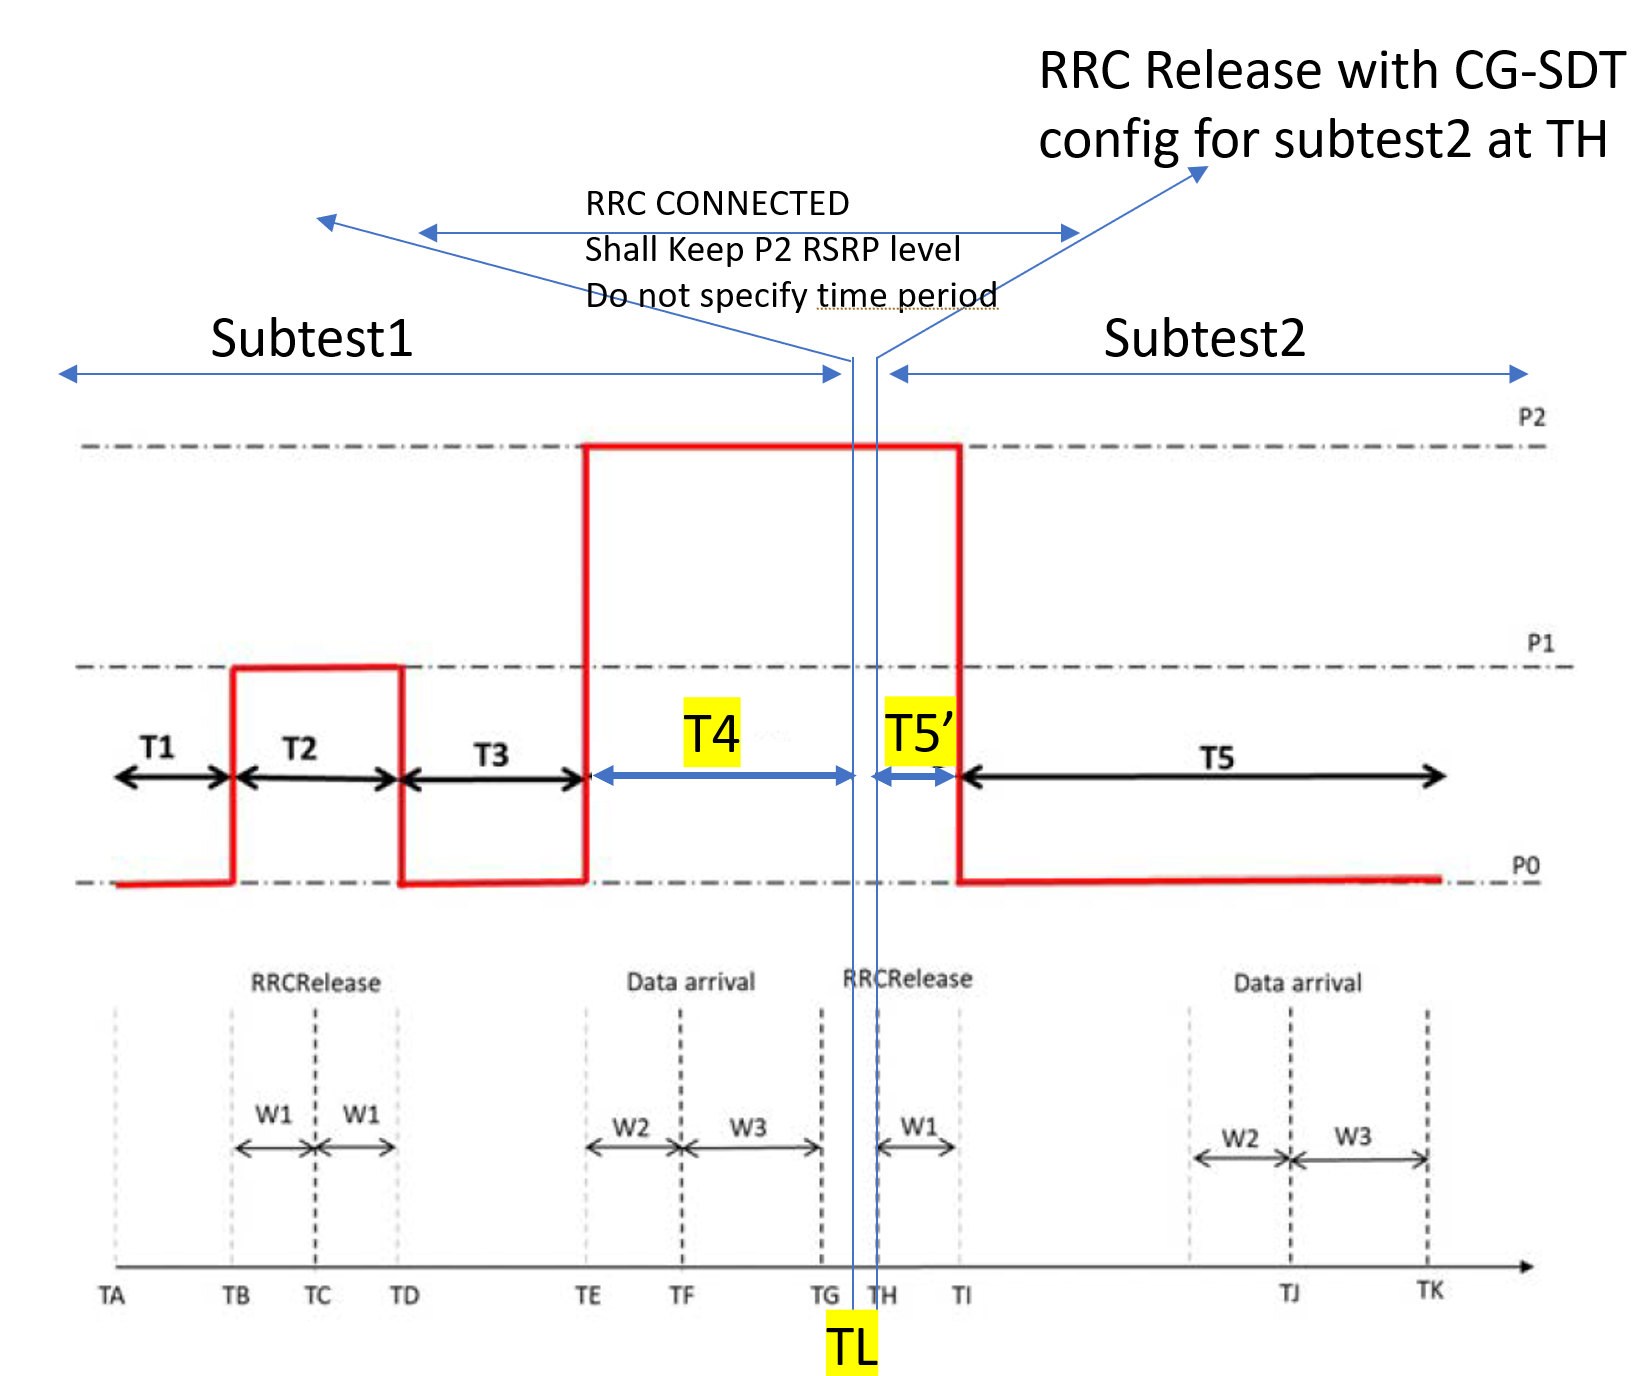 RRC Release with CG-SDT
config for subtest2 at TH
RRC CONNECTED
Shall Keep P2 RSRP level
Do not specify time period
Subtest1
Subtest2
P2
P1
T1
T2
T3
T4
T5’
T5
P0
RRCRelease
Data arrival
RRCRelease
Data arrival
W1
W1
W2
W3
W1
W2
W3
TA
TB
TC
TD
TE
TF
TG
TH
TI
TJ
TK
TL